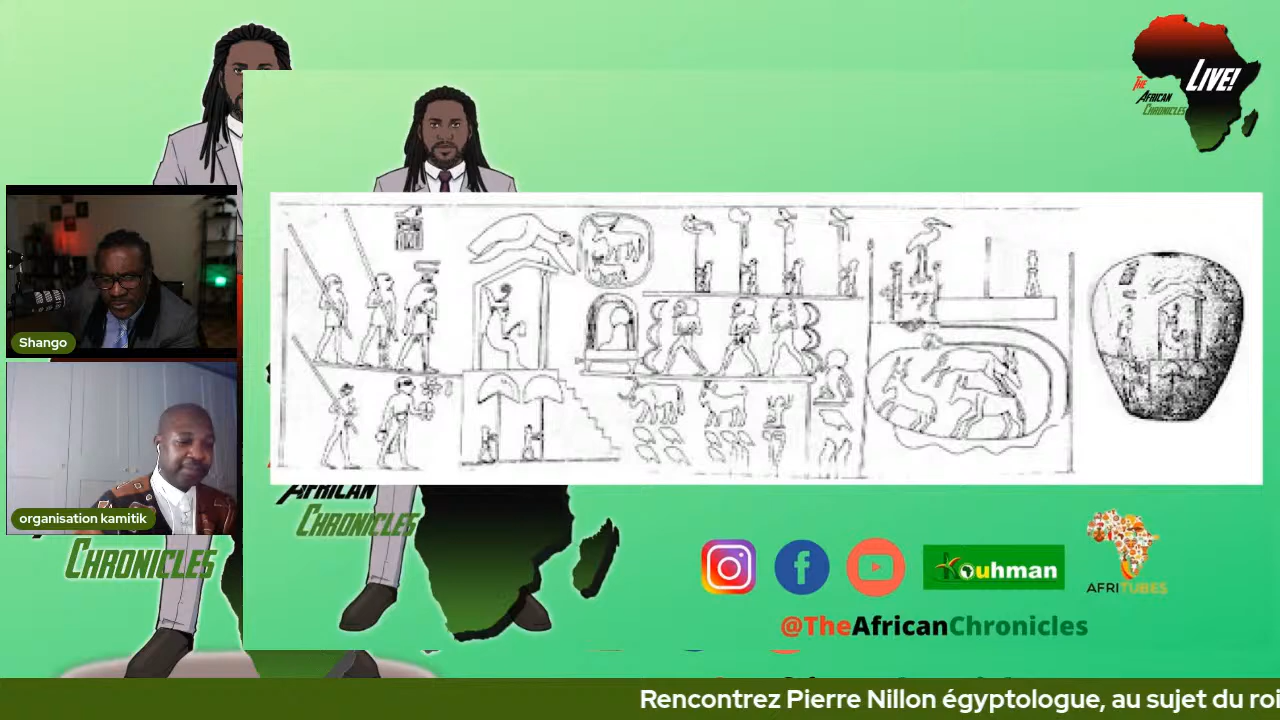 THE
AFRICAN
CHRONICLES
LIVE!
Shango
organisation kamitik
CHRONICLES
AFRICAN
CHRONICLES
Kouhman
AFRITUBES
@TheAfricanChronicles
Rencontrez Pierre Nillon égyptologue, au sujet du roi